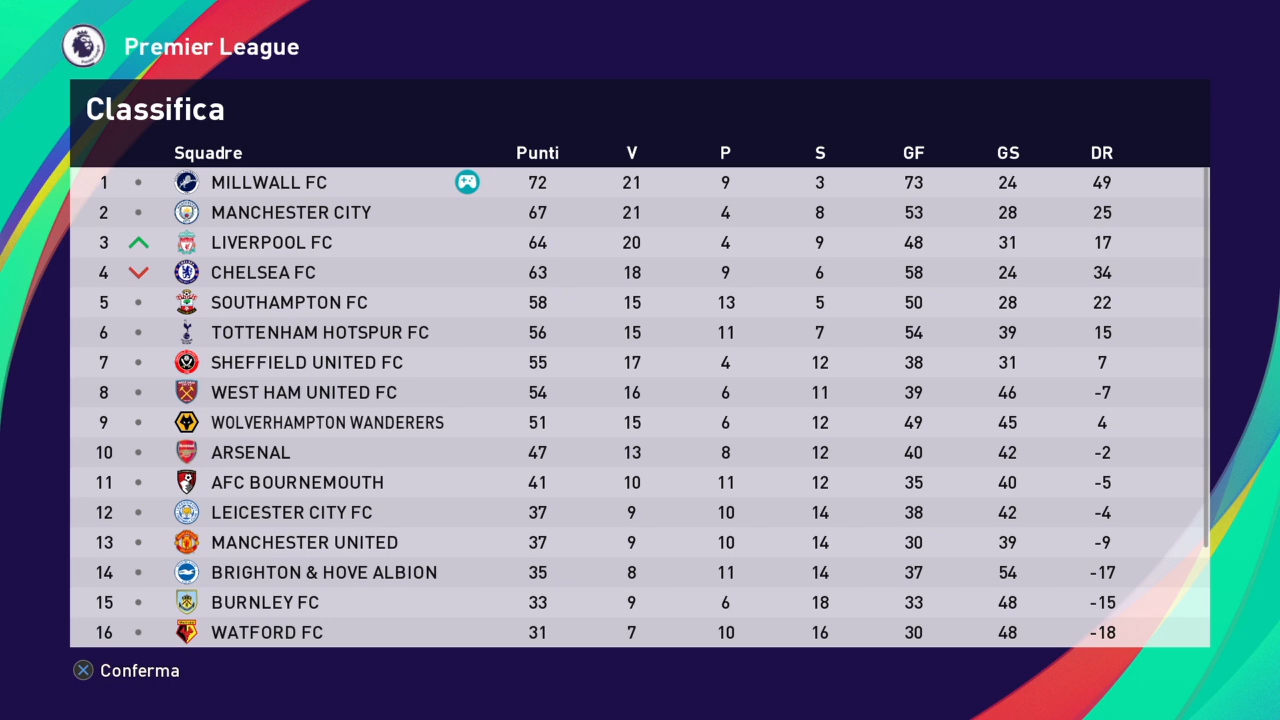 Premier League
Classifica
Squadre Punti V P S GF GS DR
1 MILLWALL FC 72 21 9 3 73 24 49
2 MANCHESTER CITY 67 21 4 8 53 28 25
3 LIVERPOOL FC 64 20 4 9 48 31 17
4 CHELSEA FC 63 18 9 6 58 24 34
5 SOUTHAMPTON FC 58 15 13 5 50 28 22
6 TOTTENHAM HOTSPUR FC 56 15 11 7 54 39 15
7 SHEFFIELD UNITED FC 55 17 4 12 38 31 7
8 WEST HAM UNITED FC 54 16 6 11 39 46 -7
9 WOLVERHAMPTON WANDERERS 51 15 6 12 49 45 4
10 ARSENAL 47 13 8 12 40 42 -2
11 AFC BOURNEMOUTH 41 10 11 12 35 40 -5
12 LEICESTER CITY FC 37 9 10 14 38 42 -4
13 MANCHESTER UNITED 37 9 10 14 30 39 -9
14 BRIGHTON & HOVE ALBION 35 8 11 14 37 54 -17
15 BURNLEY FC 33 9 6 18 33 48 -15
16 WATFORD FC 31 7 10 16 30 48 -18
Conferma